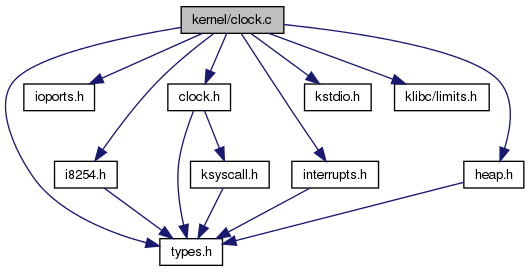 kernel/clock.c
ioports.h
clock.h
kstdio.h
klibc/limits.h
i8254.h
ksyscall.h
interrupts.h
heap.h
types.h